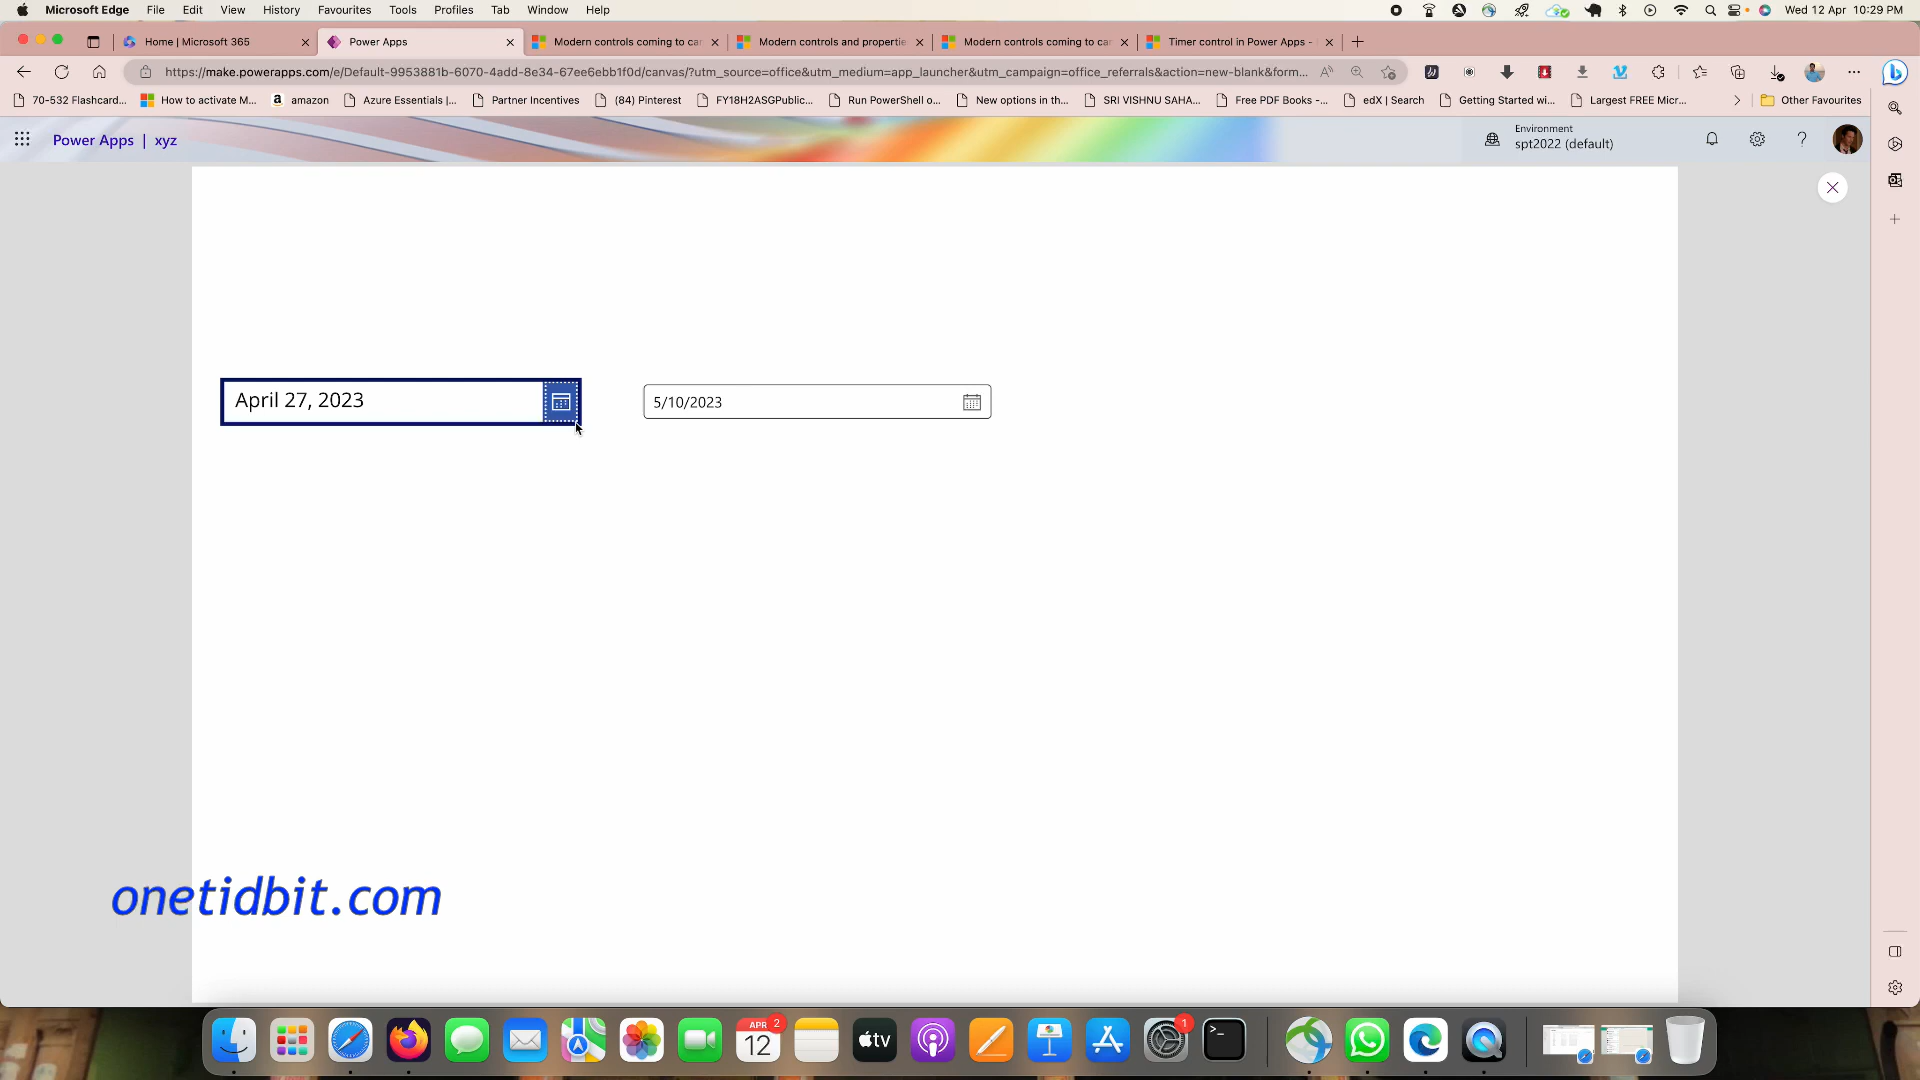 Microsoft Edge File Edit View History Favourites Tools Profiles Tab Window Help Wed 12 Apr 10:29 PM
Home | Microsoft 365 Power Apps Modern controls coming to ca Modern controls and properti Modern controls coming to ca Timer control in Power Apps -
https://make.powerapps.com/e/Default-9953881b-6070-4add-8e34-67ee6ebb1f0d/canvas/?utm_source=office&utm_medium=app_launcher&utm_campaign=office_referrals&action=new-blank&form...
70-532 Flashcard... How to activate M... amazon Azure Essentials |... Partner Incentives (84) Pinterest FY18H2ASGPublic... Run PowerShell o... New options in th... SRI VISHNU SAHA... Free PDF Books -... edX | Search Getting Started wi... Largest FREE Micr... Other Favourites
Power Apps | xyz
Environment
spt2022 (default)
April 27, 2023
5/10/2023
onetidbit.com
APR 2
12
tv
1